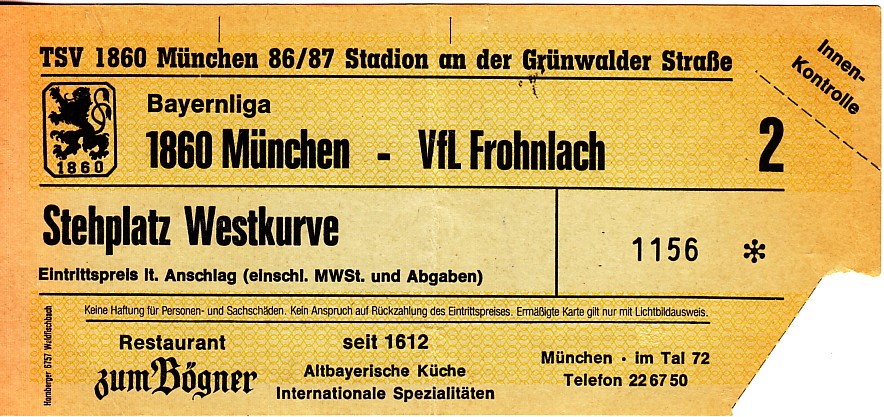 TSV 1860 München 86/87 Stadion an der Grünwalder Straße
Innen-
Kontrolle
1860
Bayernliga
1860 München - VfL Frohnlach
2
Stehplatz Westkurve
1156 *
Eintrittspreis lt. Anschlag (einschl. MWSt. und Abgaben)
Keine Haftung für Personen- und Sachschäden. Kein Anspruch auf Rückzahlung des Eintrittspreises. Ermäßigte Karte gilt nur mit Lichtbildausweis.
Hornberger 6757 Waldfischbach
Restaurant
zum Bögner
seit 1612
Altbayerische Küche
Internationale Spezialitäten
München · im Tal 72
Telefon 22 67 50